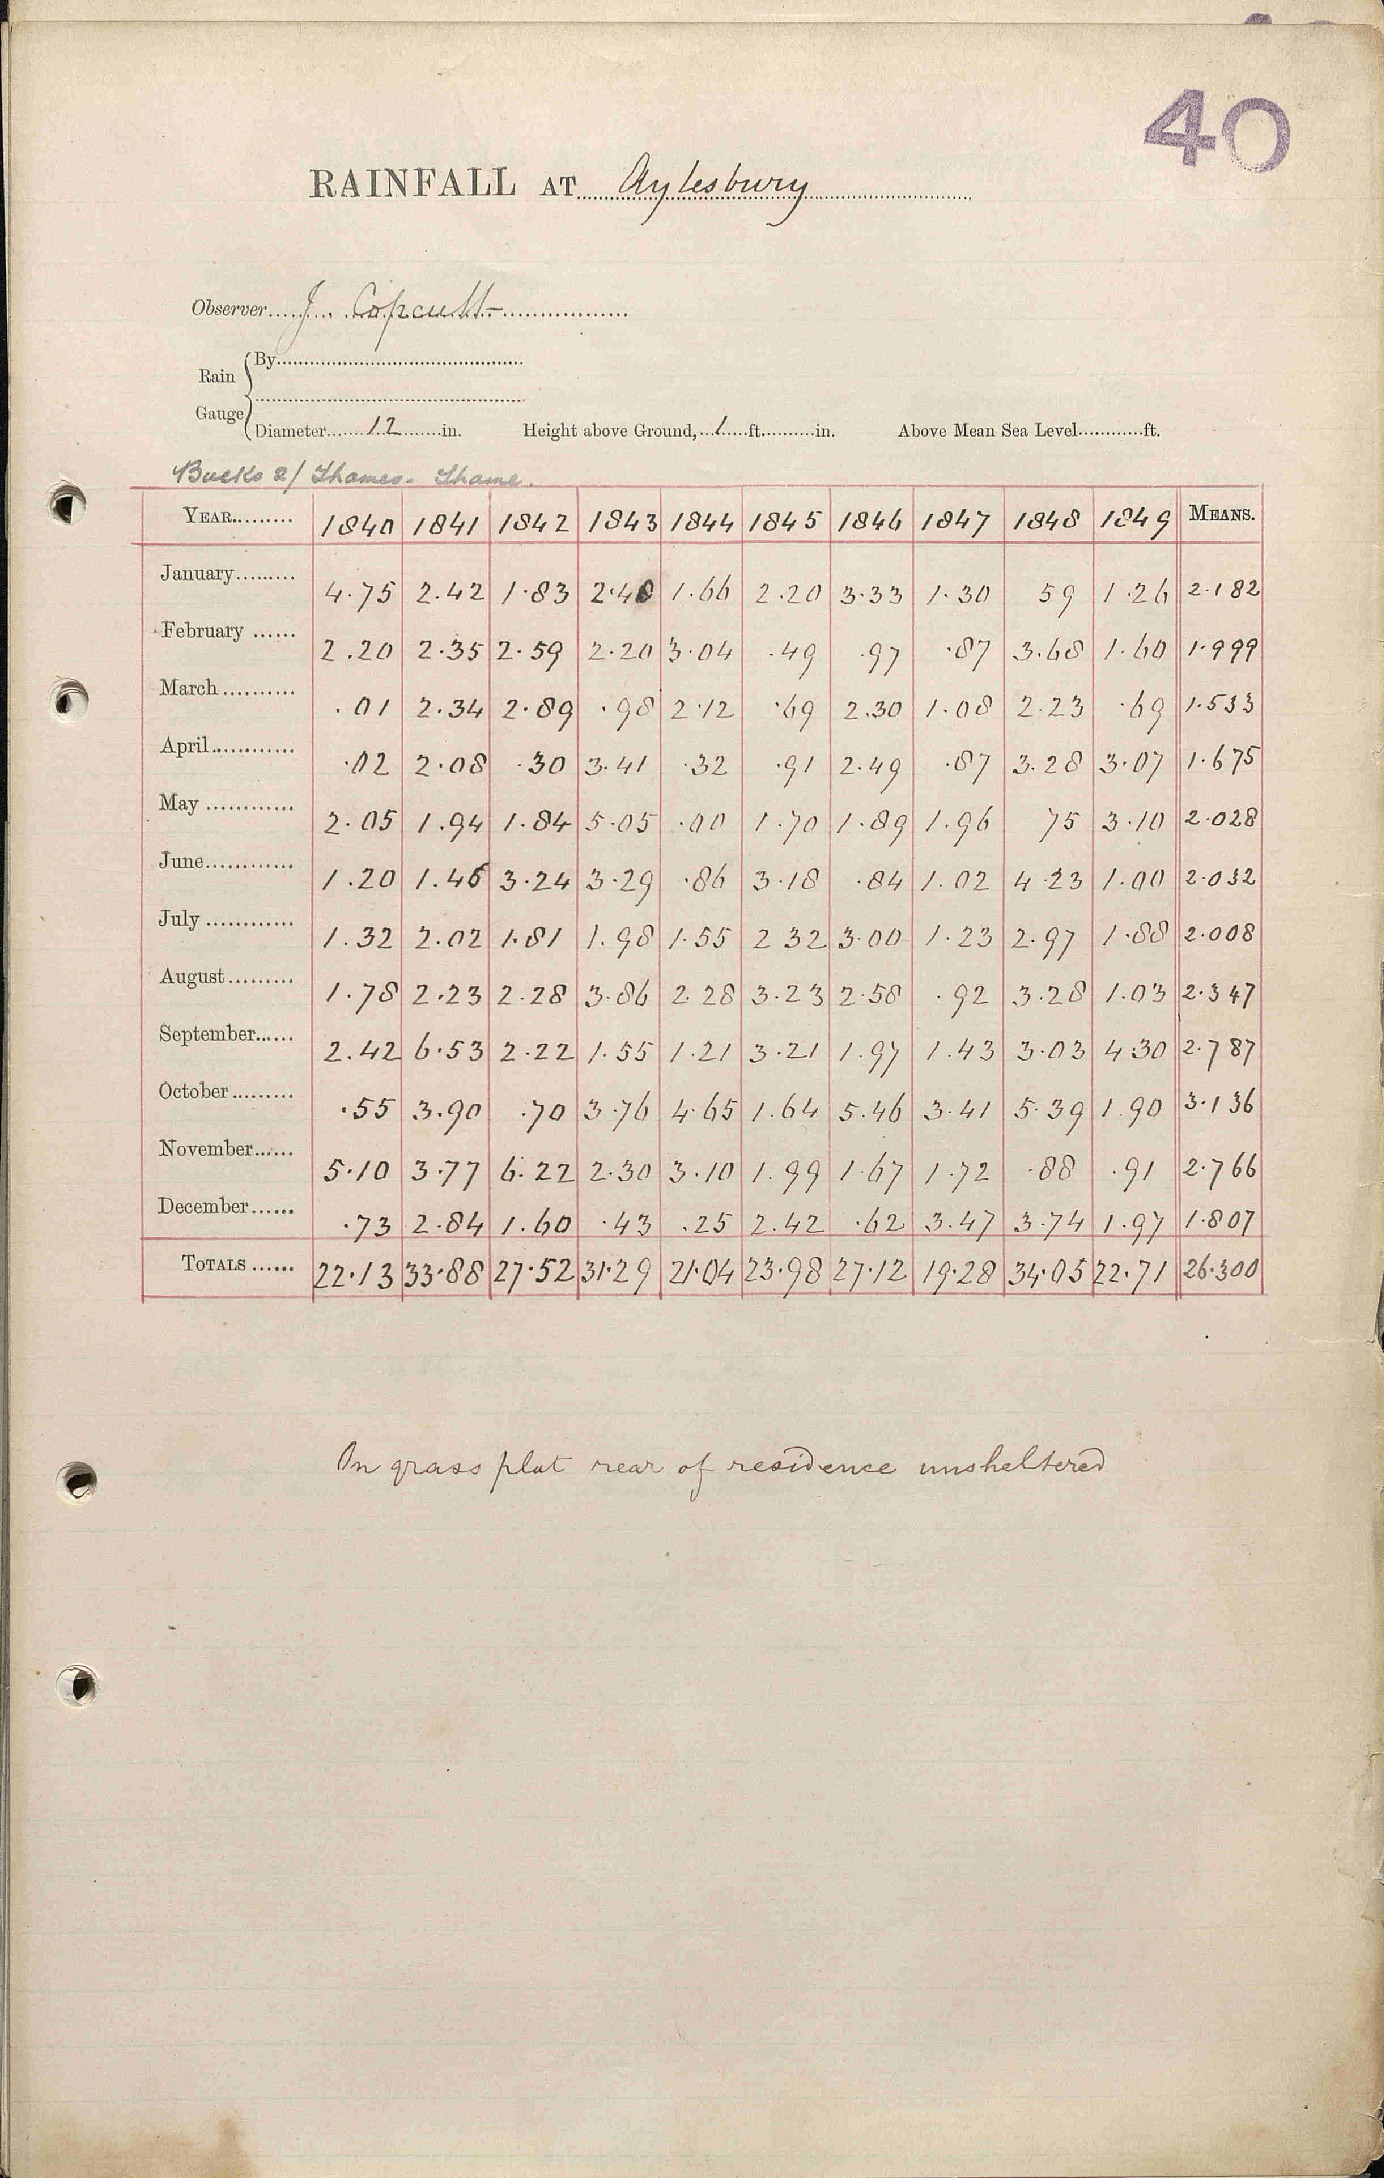 40
RAINFALL AT Aylesbury
Observer J. Copcutt
Rain Gauge
By
Diameter 12 in. Height above Ground, 1 ft. in. Above Mean Sea Level ft.
Bucks 2/ Thames - Thame.
YEAR 1840 1841 1842 1843 1844 1845 1846 1847 1848 1849 MEANS.
January 4.75 2.42 1.83 2.48 1.66 2.20 3.33 1.30 59 1.26 2.182
February 2.20 2.35 2.59 2.20 3.04 .49 .97 .87 3.68 1.60 1.999
March .01 2.34 2.89 .98 2.12 .69 2.30 1.08 2.23 .69 1.533
April .02 2.08 .30 3.41 .32 .91 2.49 .87 3.28 3.07 1.675
May 2.05 1.94 1.84 5.05 .00 1.70 1.89 1.96 75 3.10 2.028
June 1.20 1.46 3.24 3.29 .86 3.18 .84 1.02 4.23 1.00 2.032
July 1.32 2.02 1.81 1.98 1.55 2 32 3.00 1.23 2.97 1.88 2.008
August 1.78 2.23 2.28 3.86 2.28 3.23 2.58 .92 3.28 1.03 2.347
September 2.42 6.53 2.22 1.55 1.21 3.21 1.97 1.43 3.03 4.30 2.787
October .55 3.90 .70 3.76 4.65 1.64 5.46 3.41 5.39 1.90 3.136
November 5.10 3.77 6.22 2.30 3.10 1.99 1.67 1.72 .88 .91 2.766
December .73 2.84 1.60 .43 .25 2.42 .62 3.47 3.74 1.97 1.807
TOTALS 22.13 33.88 27.52 31.29 21.04 23.98 27.12 19.28 34.05 22.71 26.300
On grass plot rear of residence unsheltered